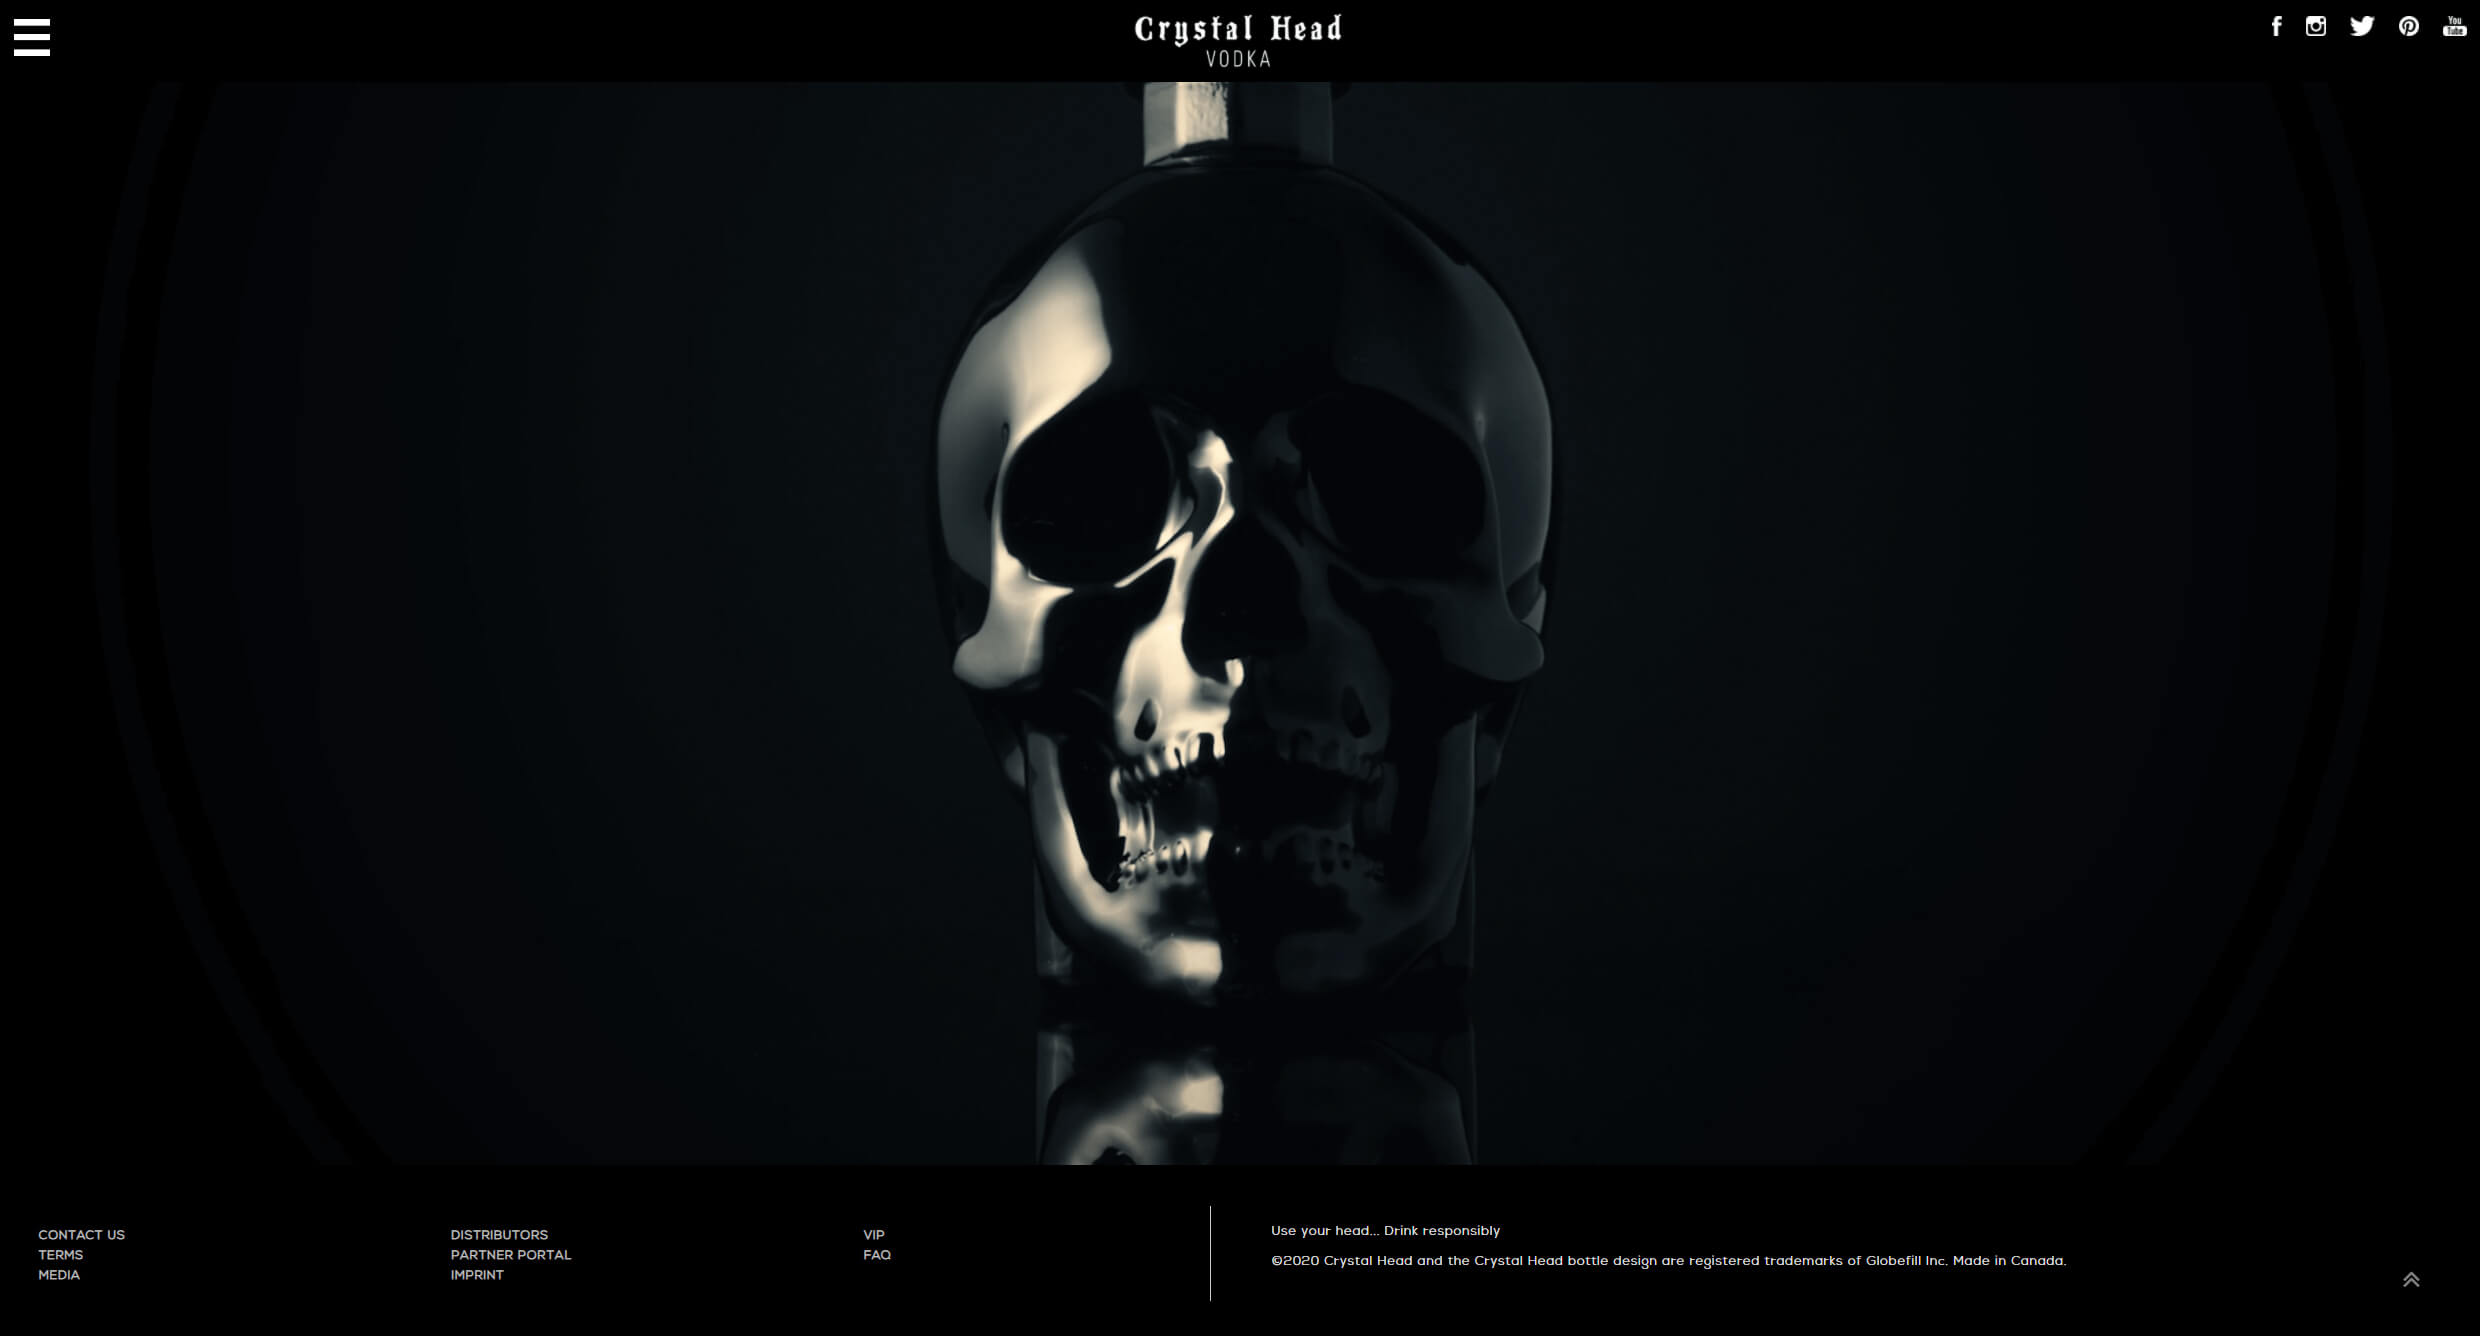 Crystal Head
VODKA
You
Tube
CONTACT US
TERMS
MEDIA
DISTRIBUTORS
PARTNER PORTAL
IMPRINT
VIP
FAQ
Use your head... Drink responsibly
©2020 Crystal Head and the Crystal Head bottle design are registered trademarks of Globefill Inc. Made in Canada.